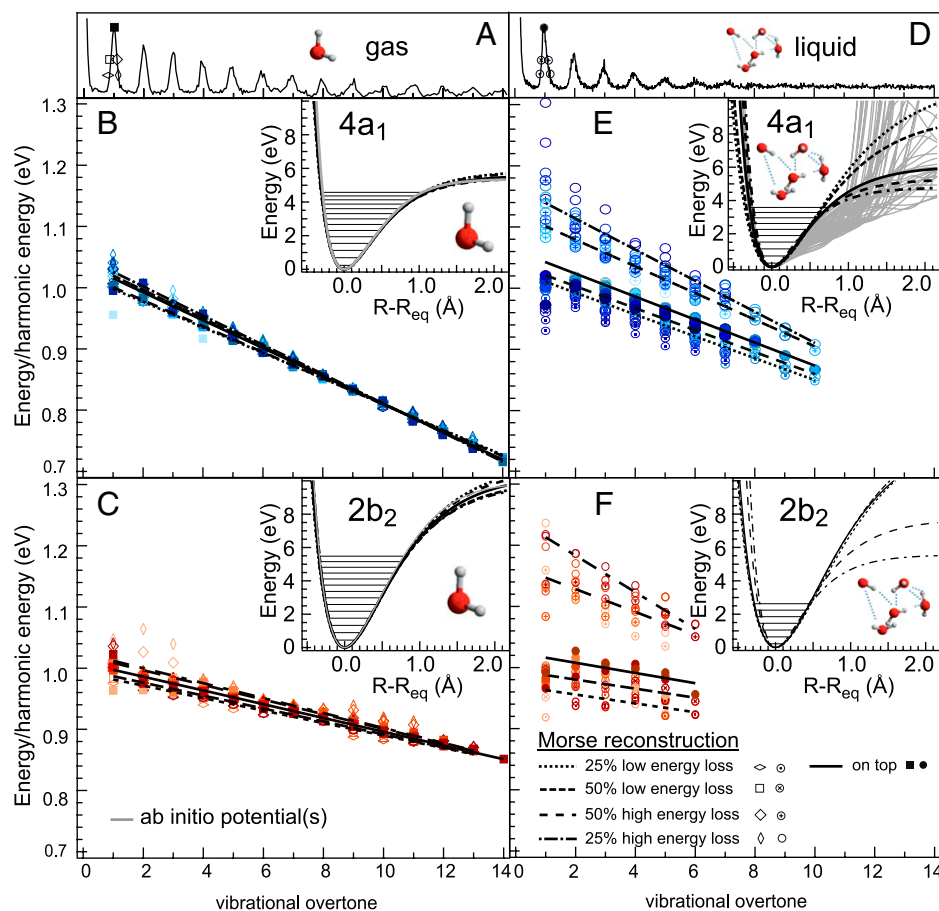 gas
A
liquid
D
B
4a1
Energy (eV)
8
6
4
2
0
0.0 1.0 2.0
R-Req (Å)
Energy/harmonic energy (eV)
1.3
1.2
1.1
1.0
0.9
0.8
0.7
E
4a1
Energy (eV)
8
6
4
2
0
0.0 1.0 2.0
R-Req (Å)
C
2b2
Energy (eV)
8
6
4
2
0
0.0 1.0 2.0
R-Req (Å)
Energy/harmonic energy (eV)
1.3
1.2
1.1
1.0
0.9
0.8
ab initio potential(s)
F
2b2
Energy (eV)
8
6
4
2
0
0.0 1.0 2.0
R-Req (Å)
Morse reconstruction
25% low energy loss
50% low energy loss
50% high energy loss
25% high energy loss
on top
0 2 4 6 8 10 12 14
2 4 6 8 10 12 14
vibrational overtone
vibrational overtone